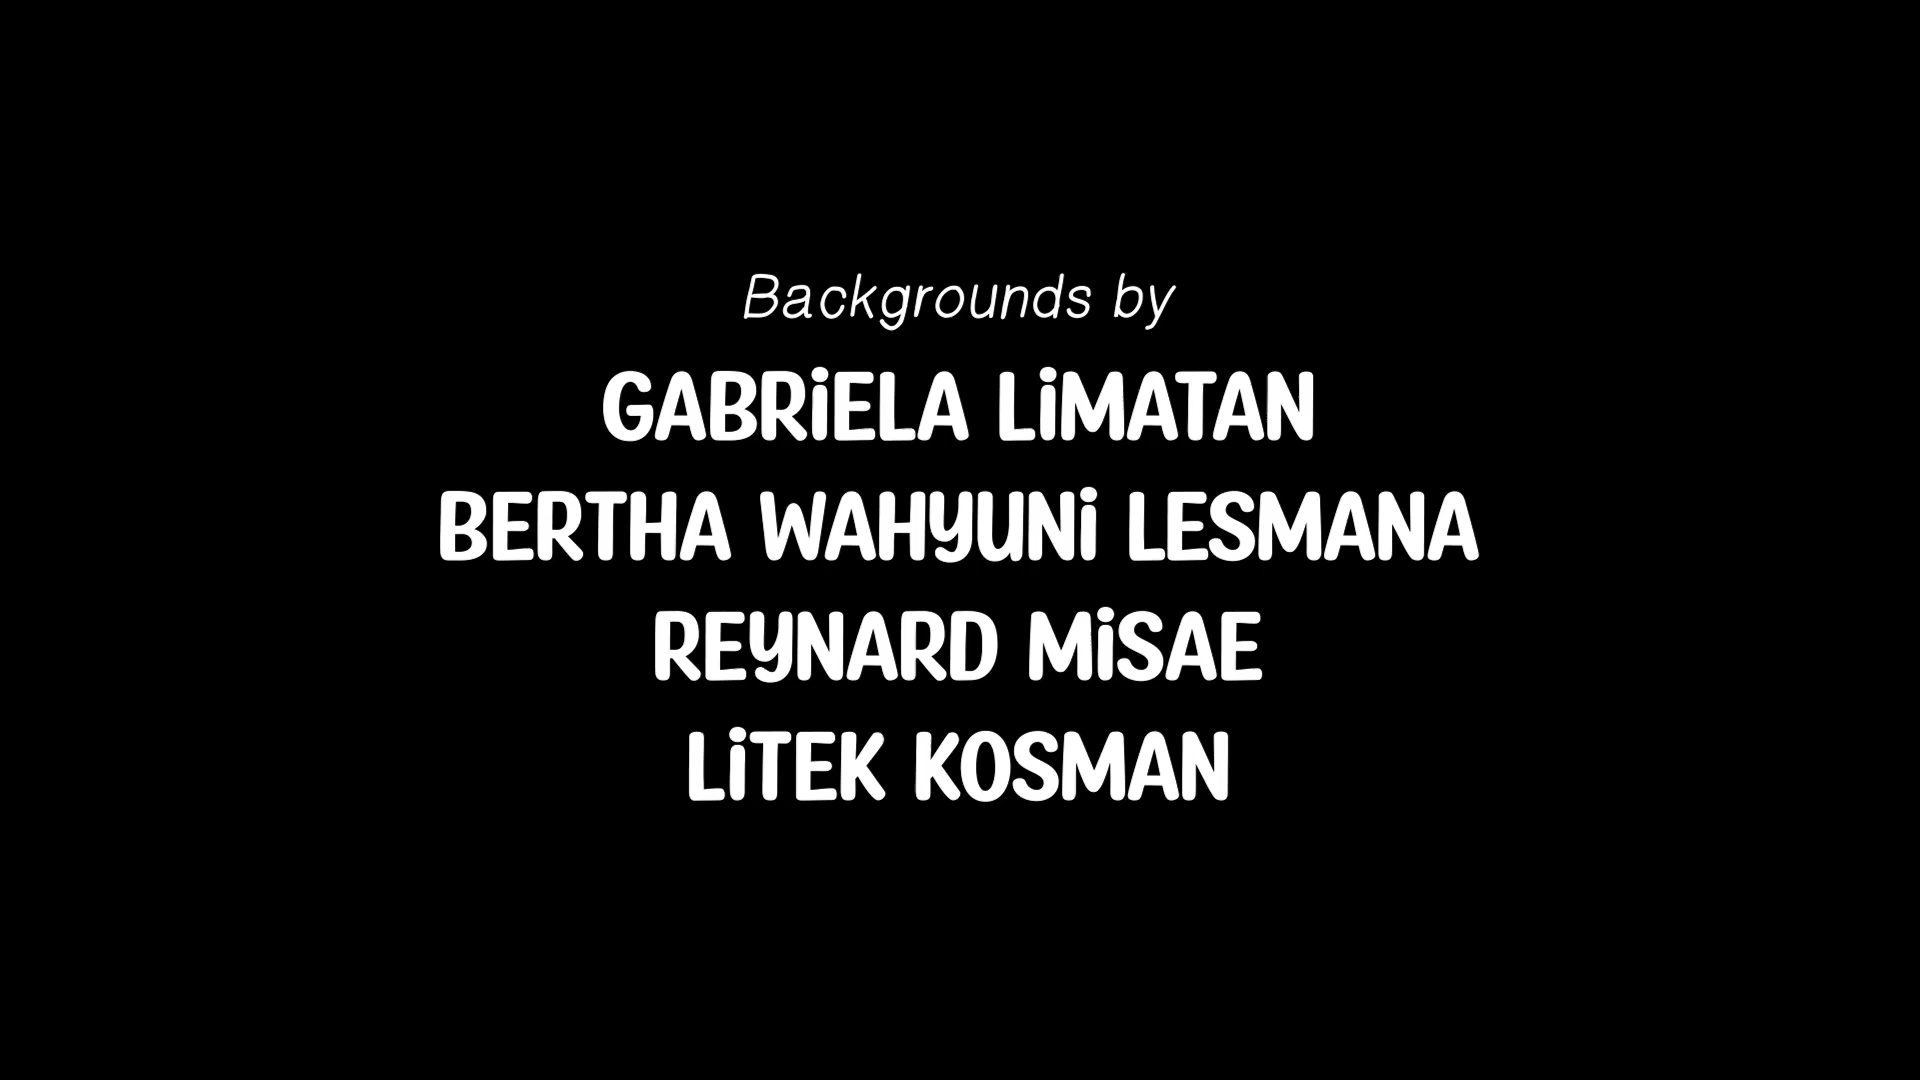 Backgrounds by
GABRiELA LiMATAN
BERTHA WAHYUNi LESMANA
REYNARD MiSAE
LiTEK KOSMAN